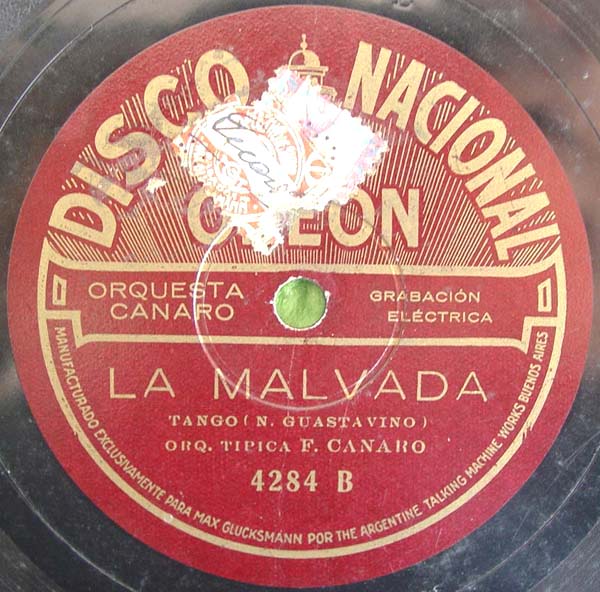 DISCO NACIONAL
ODEON
ORQUESTA
CANARO
GRABACIÓN
ELÉCTRICA
LA MALVADA
TANGO (N. GUASTAVINO)
ORQ. TIPICA F. CANARO
4284 B
MANUFACTURADO EXCLUSIVAMENTE PARA MAX GLUCKSMANN POR THE ARGENTINE TALKING MACHINE WORKS BUENOS AIRES